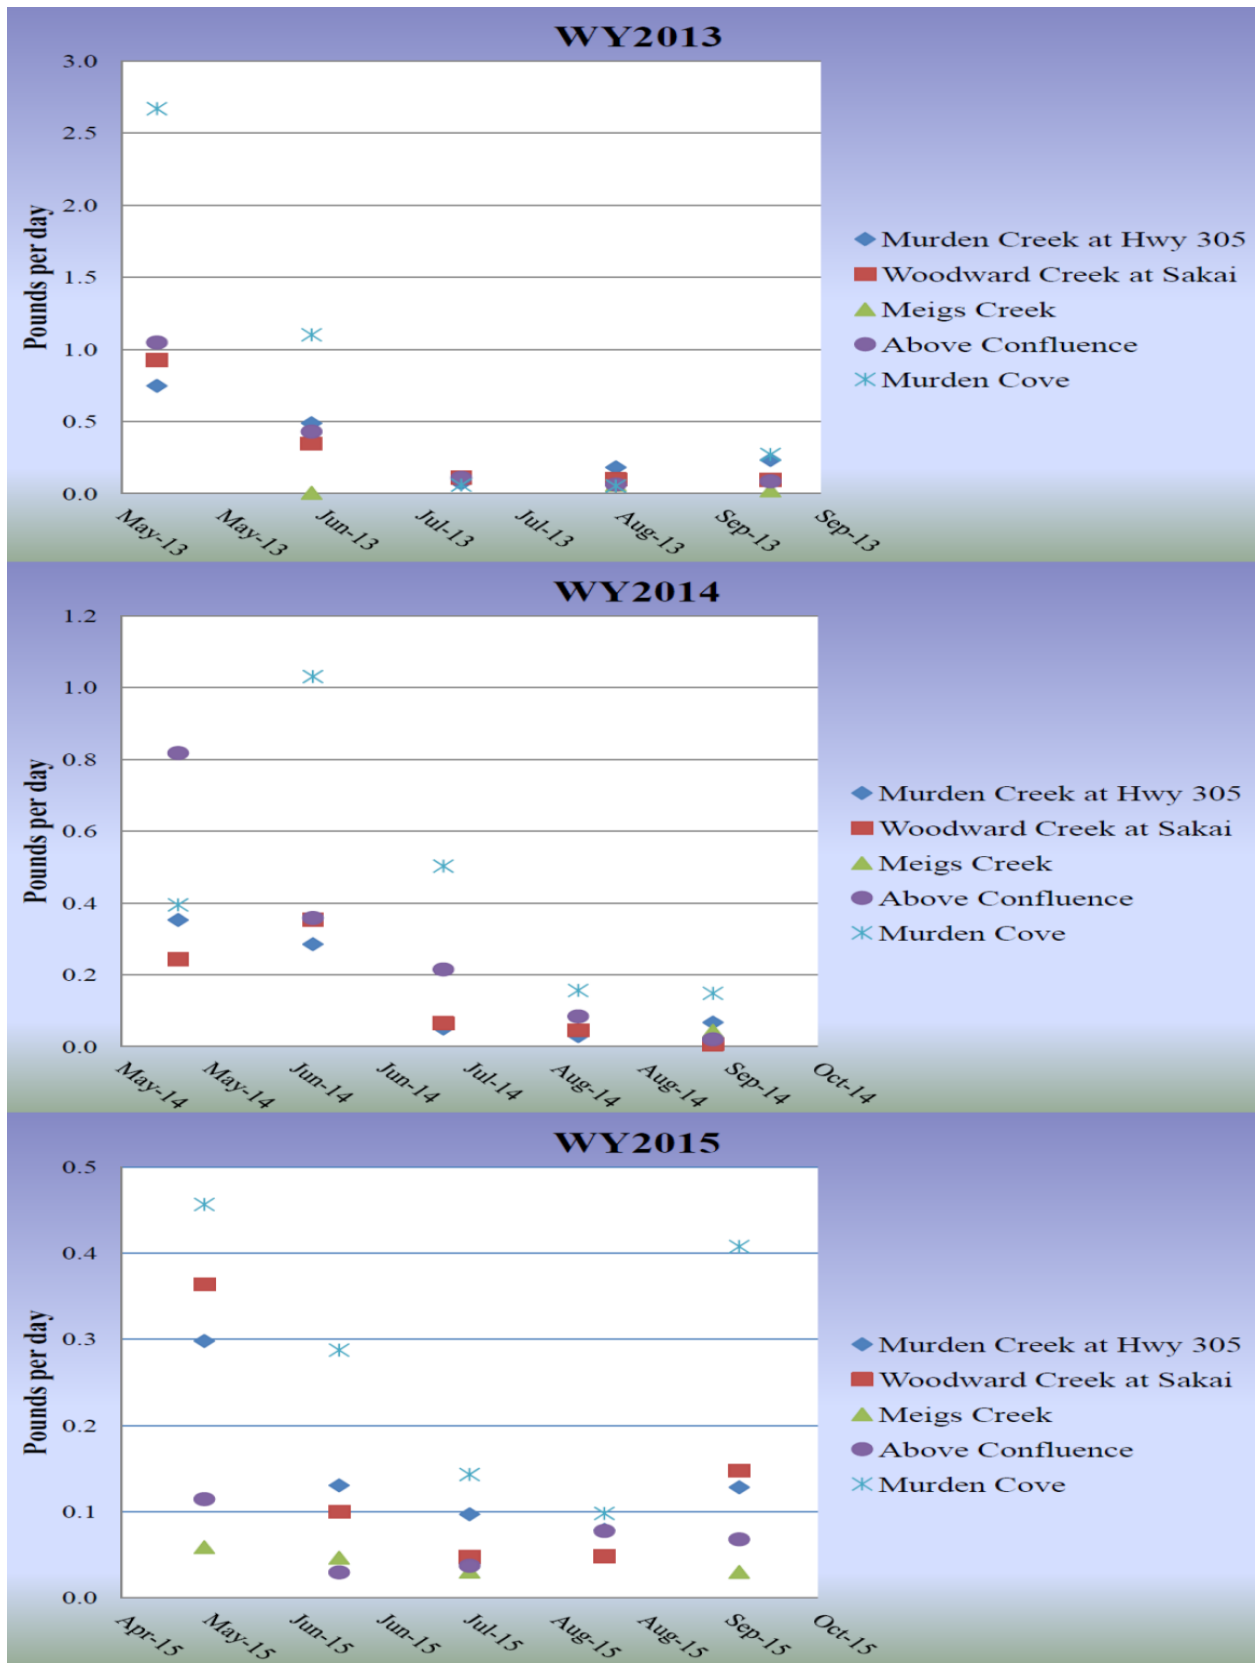 WY2013
3.0
2.5
2.0
1.5
1.0
0.5
0.0
Pounds per day
May-13 May-13 Jun-13 Jul-13 Jul-13 Aug-13 Sep-13 Sep-13
Murden Creek at Hwy 305
Woodward Creek at Sakai
Meigs Creek
Above Confluence
Murden Cove
WY2014
1.2
1.0
0.8
0.6
0.4
0.2
0.0
Pounds per day
May-14 May-14 Jun-14 Jun-14 Jul-14 Aug-14 Aug-14 Sep-14 Oct-14
Murden Creek at Hwy 305
Woodward Creek at Sakai
Meigs Creek
Above Confluence
Murden Cove
WY2015
0.5
0.4
0.3
0.2
0.1
0.0
Pounds per day
Apr-15 May-15 Jun-15 Jun-15 Jul-15 Aug-15 Aug-15 Sep-15 Oct-15
Murden Creek at Hwy 305
Woodward Creek at Sakai
Meigs Creek
Above Confluence
Murden Cove